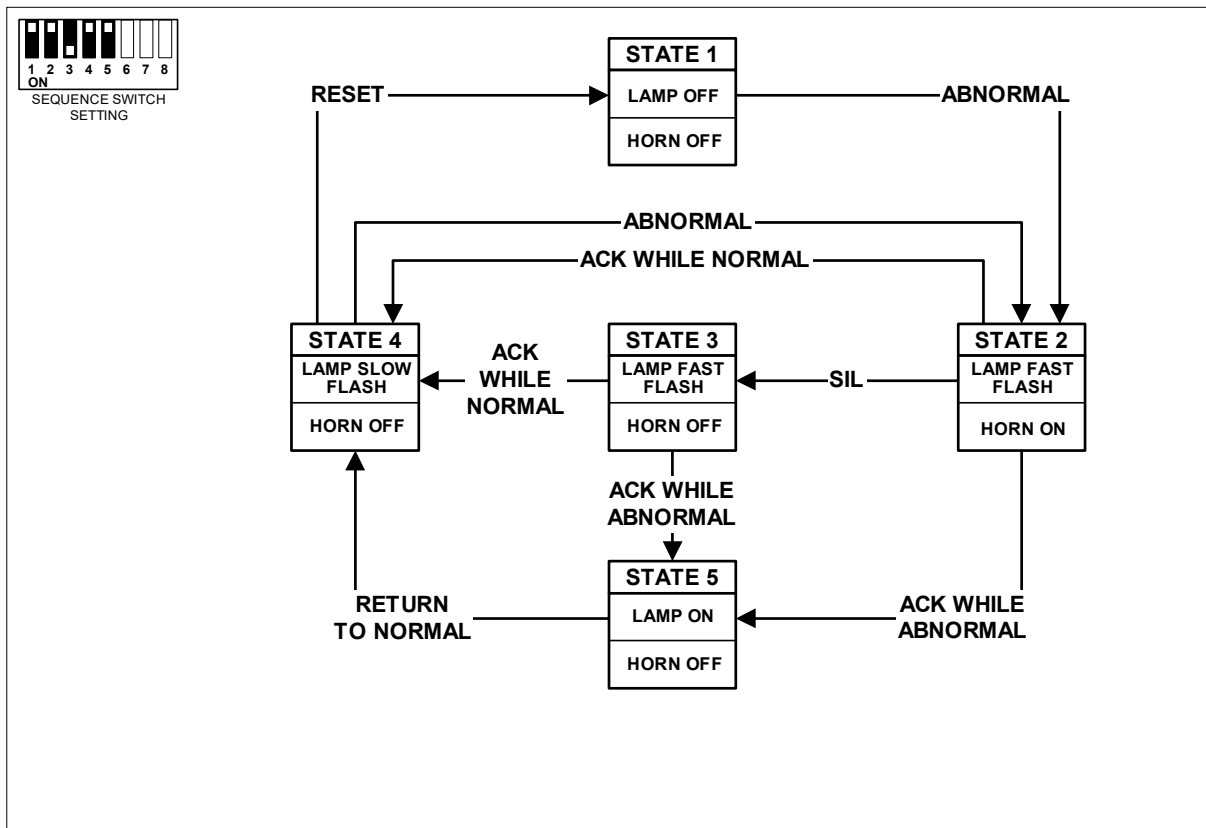 1 2 3 4 5 6 7 8
ON
SEQUENCE SWITCH
SETTING
STATE 1
LAMP OFF
HORN OFF
RESET
ABNORMAL
ABNORMAL
ACK WHILE NORMAL
STATE 4
LAMP SLOW
FLASH
HORN OFF
ACK
WHILE
NORMAL
STATE 3
LAMP FAST
FLASH
HORN OFF
SIL
STATE 2
LAMP FAST
FLASH
HORN ON
ACK WHILE
ABNORMAL
STATE 5
LAMP ON
HORN OFF
RETURN
TO NORMAL
ACK WHILE
ABNORMAL